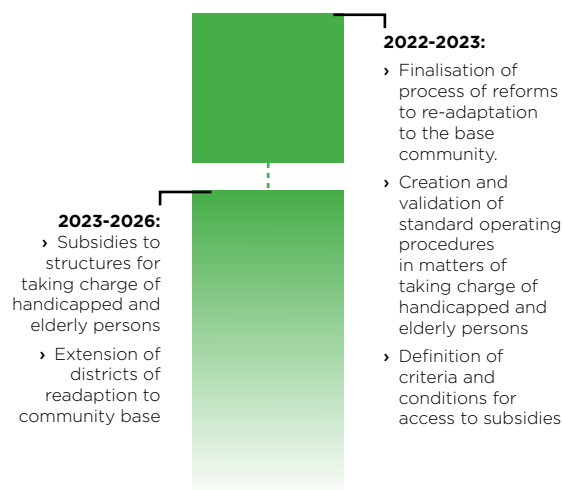 2022-2023:
› Finalisation of
process of reforms
to re-adaptation
to the base
community.
› Creation and
validation of
standard operating
procedures
in matters of
taking charge of
handicapped and
elderly persons
› Definition of
criteria and
conditions for
access to subsidies
2023-2026:
› Subsidies to
structures for
taking charge of
handicapped and
elderly persons
› Extension of
districts of
readaption to
community base